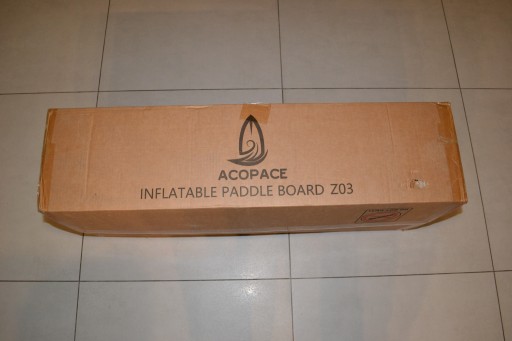 ACOPACE
INFLATABLE PADDLE BOARD Z03